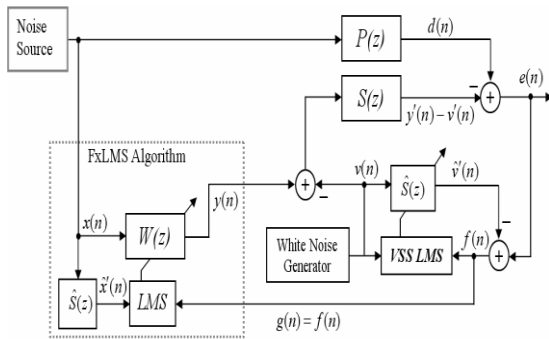 Noise
Source
P(z)
d(n)
e(n)
S(z)
y'(n) – v'(n)
FxLMS Algorithm
y(n)
v(n)
Ŝ(z)
v̂'(n)
x(n)
W(z)
White Noise
Generator
VSS LMS
f(n)
Ŝ(z)
x̂'(n)
LMS
g(n) = f(n)